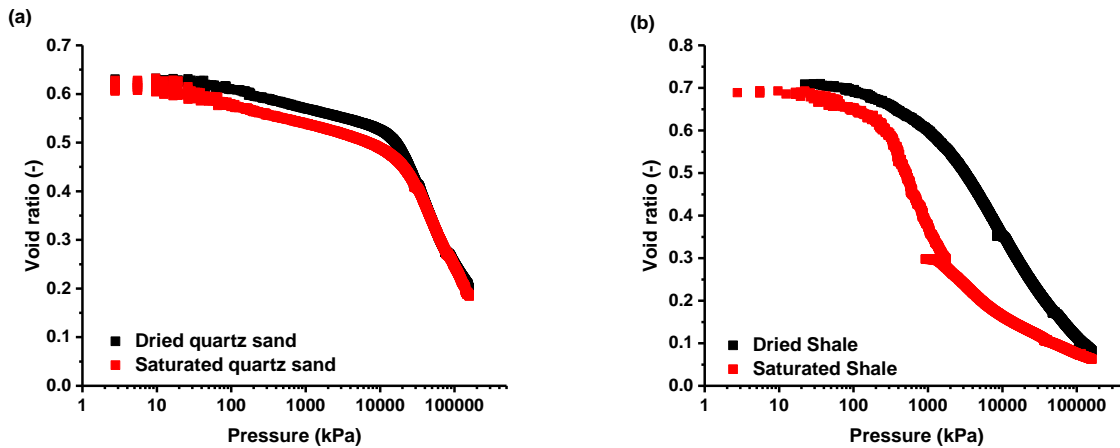 (a)
0.7
0.6
0.5
0.4
0.3
0.2
0.1
0.0
Void ratio (-)
Dried quartz sand
Saturated quartz sand
1 10 100 1000 10000 100000
Pressure (kPa)
(b)
0.8
0.7
0.6
0.5
0.4
0.3
0.2
0.1
0.0
Void ratio (-)
Dried Shale
Saturated Shale
1 10 100 1000 10000 100000
Pressure (kPa)